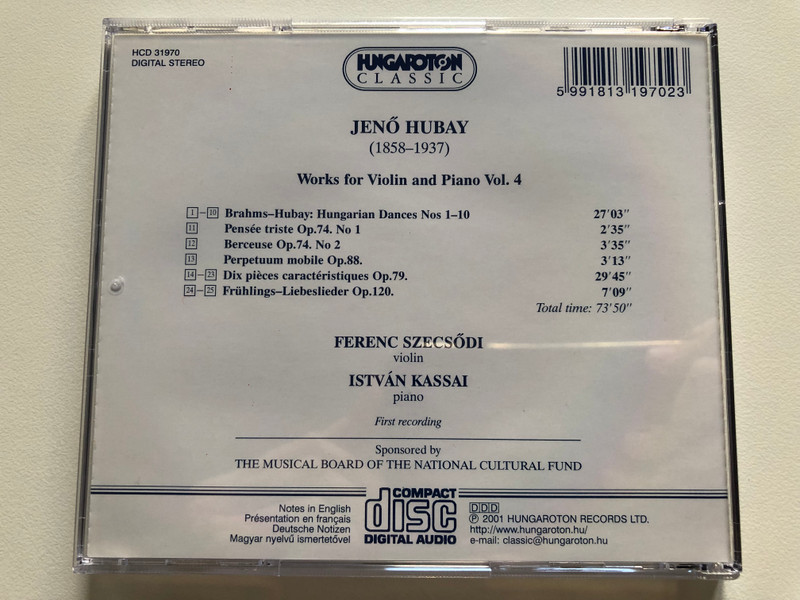 HCD 31970
DIGITAL STEREO
HUNGAROTON
CLASSIC
5 991813 197023
JENŐ HUBAY
(1858–1937)
Works for Violin and Piano Vol. 4
1 – 10 Brahms–Hubay: Hungarian Dances Nos 1–10 27'03"
11 Pensée triste Op.74. No 1 2'35"
12 Berceuse Op.74. No 2 3'35"
13 Perpetuum mobile Op.88. 3'13"
14 – 23 Dix pièces caractéristiques Op.79. 29'45"
24 – 25 Frühlings–Liebeslieder Op.120. 7'09"
Total time: 73'50"
FERENC SZECSŐDI
violin
ISTVÁN KASSAI
piano
First recording
Sponsored by
THE MUSICAL BOARD OF THE NATIONAL CULTURAL FUND
Notes in English
Présentation en français
Deutsche Notizen
Magyar nyelvű ismertetővel
COMPACT
disc
DIGITAL AUDIO
DDD
℗ 2001 HUNGAROTON RECORDS LTD.
http://www.hungaroton.hu/
e-mail: classic@hungaroton.hu